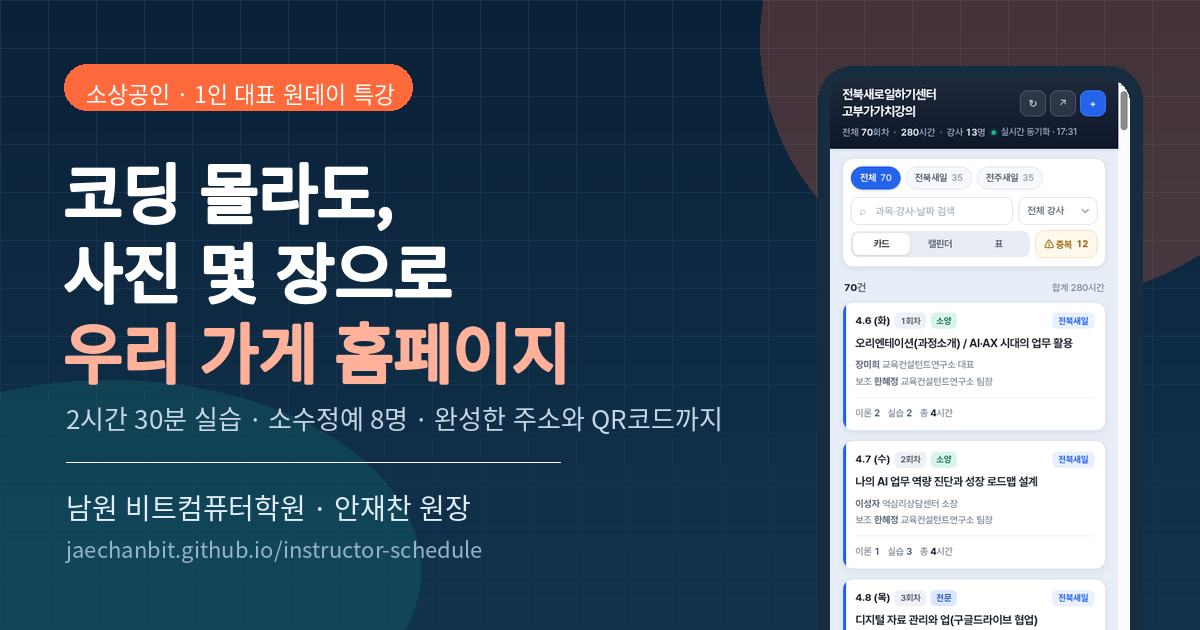 소상공인 · 1인 대표 원데이 특강
코딩 몰라도,
사진 몇 장으로
우리 가게 홈페이지
2시간 30분 실습 · 소수정예 8명 · 완성한 주소와 QR코드까지
남원 비트컴퓨터학원 · 안재찬 원장
jaechanbit.github.io/instructor-schedule
전북새로일하기센터
고부가가치강의
전체 70회차 · 280시간 · 강사 13명 실시간 동기화 · 17:31
전체 70 전북새일 35 전주새일 35
과목·강사·날짜 검색 전체 강사
카드 캘린더 표 중복 12
70건 합계 280시간
4.6 (화) 1회차 소양 전북새일
오리엔테이션(과정소개) / AI·AX 시대의 업무 활용
장미희 교육컨설턴트연구소 대표
보조 한혜정 교육컨설턴트연구소 팀장
이론 2 실습 2 총 4시간
4.7 (수) 2회차 소양 전북새일
나의 AI 업무 역량 진단과 성장 로드맵 설계
이성자 억심리상담센터 소장
보조 한혜정 교육컨설턴트연구소 팀장
이론 1 실습 3 총 4시간
4.8 (목) 3회차 전문 전북새일
디지털 자료 관리와 업(구글드라이브 협업)